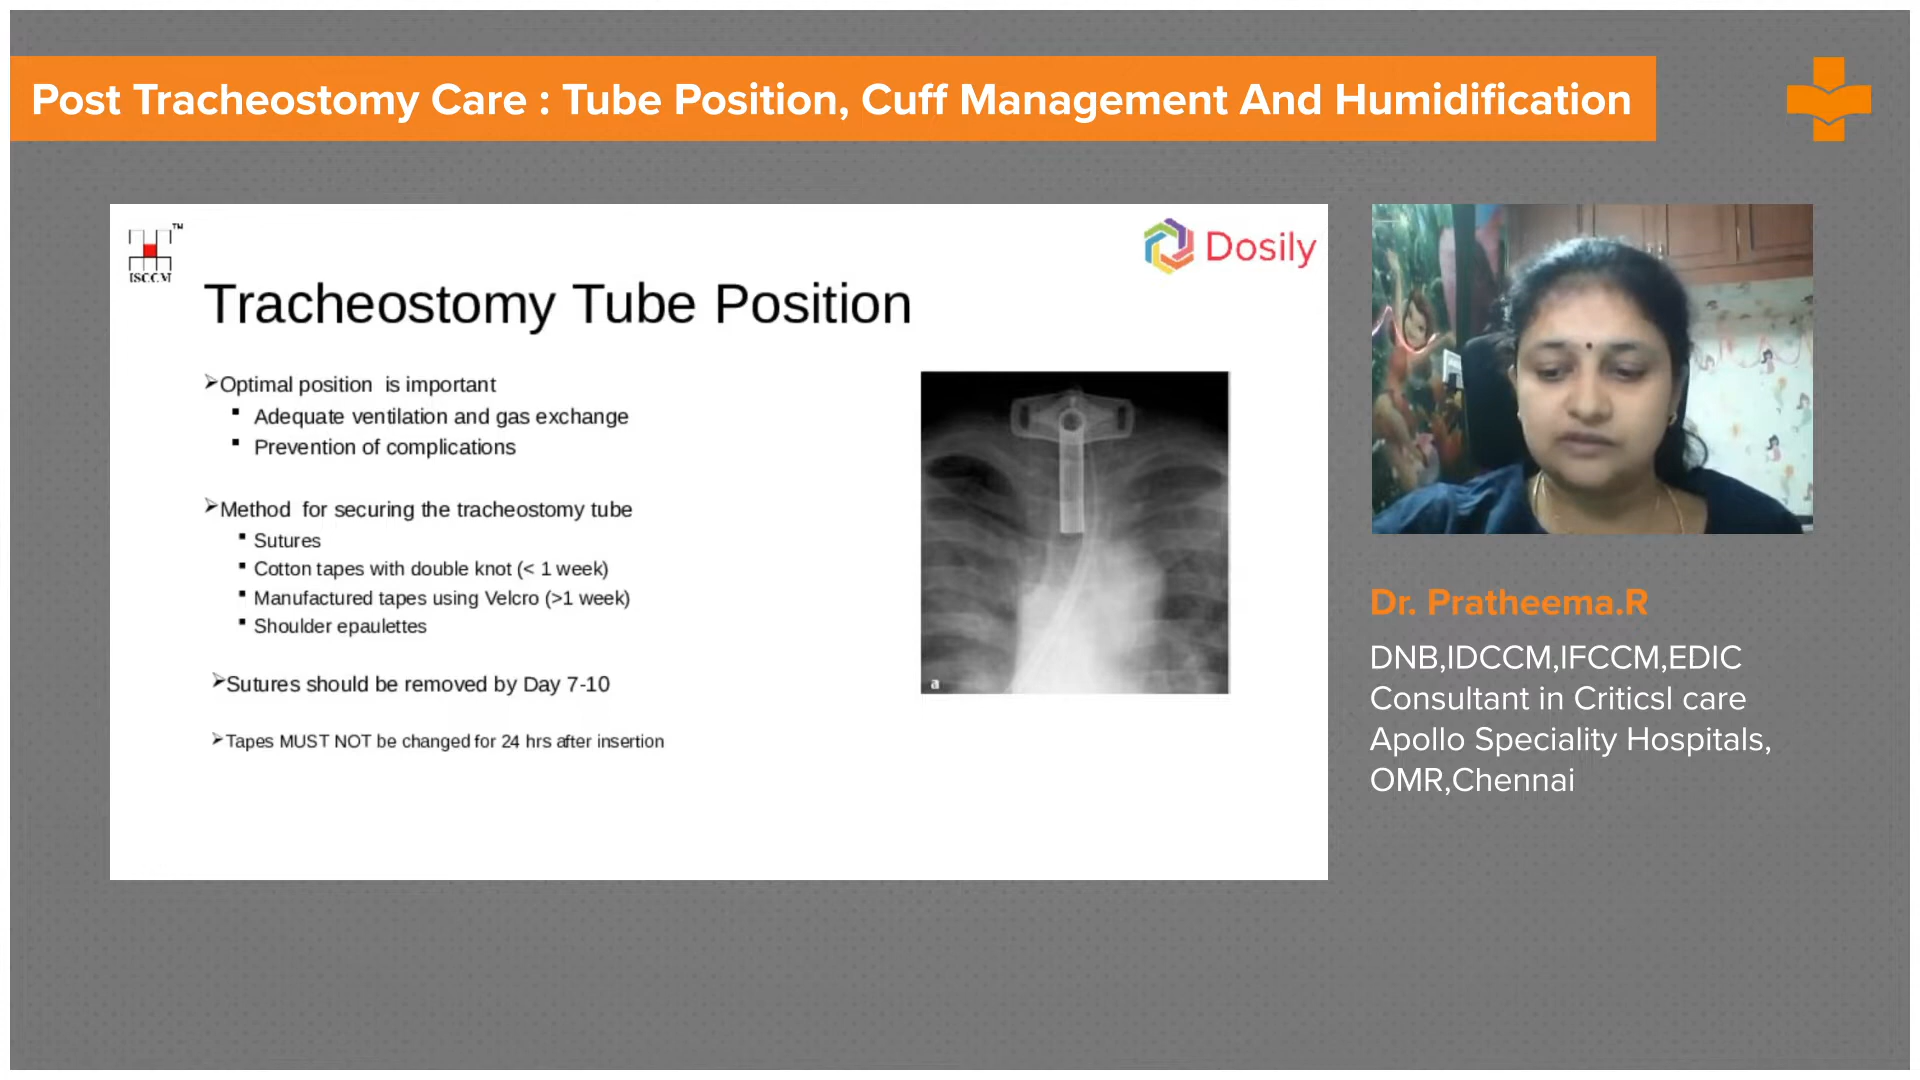 Post Tracheostomy Care : Tube Position, Cuff Management And Humidification
TM
ISCCM
Dosily
Tracheostomy Tube Position
➢Optimal position is important
▪ Adequate ventilation and gas exchange
▪ Prevention of complications
➢Method for securing the tracheostomy tube
▪ Sutures
▪ Cotton tapes with double knot (< 1 week)
▪ Manufactured tapes using Velcro (>1 week)
▪ Shoulder epaulettes
➢Sutures should be removed by Day 7-10
➢Tapes MUST NOT be changed for 24 hrs after insertion
a
Dr. Pratheema.R
DNB,IDCCM,IFCCM,EDIC
Consultant in Criticsl care
Apollo Speciality Hospitals,
OMR,Chennai